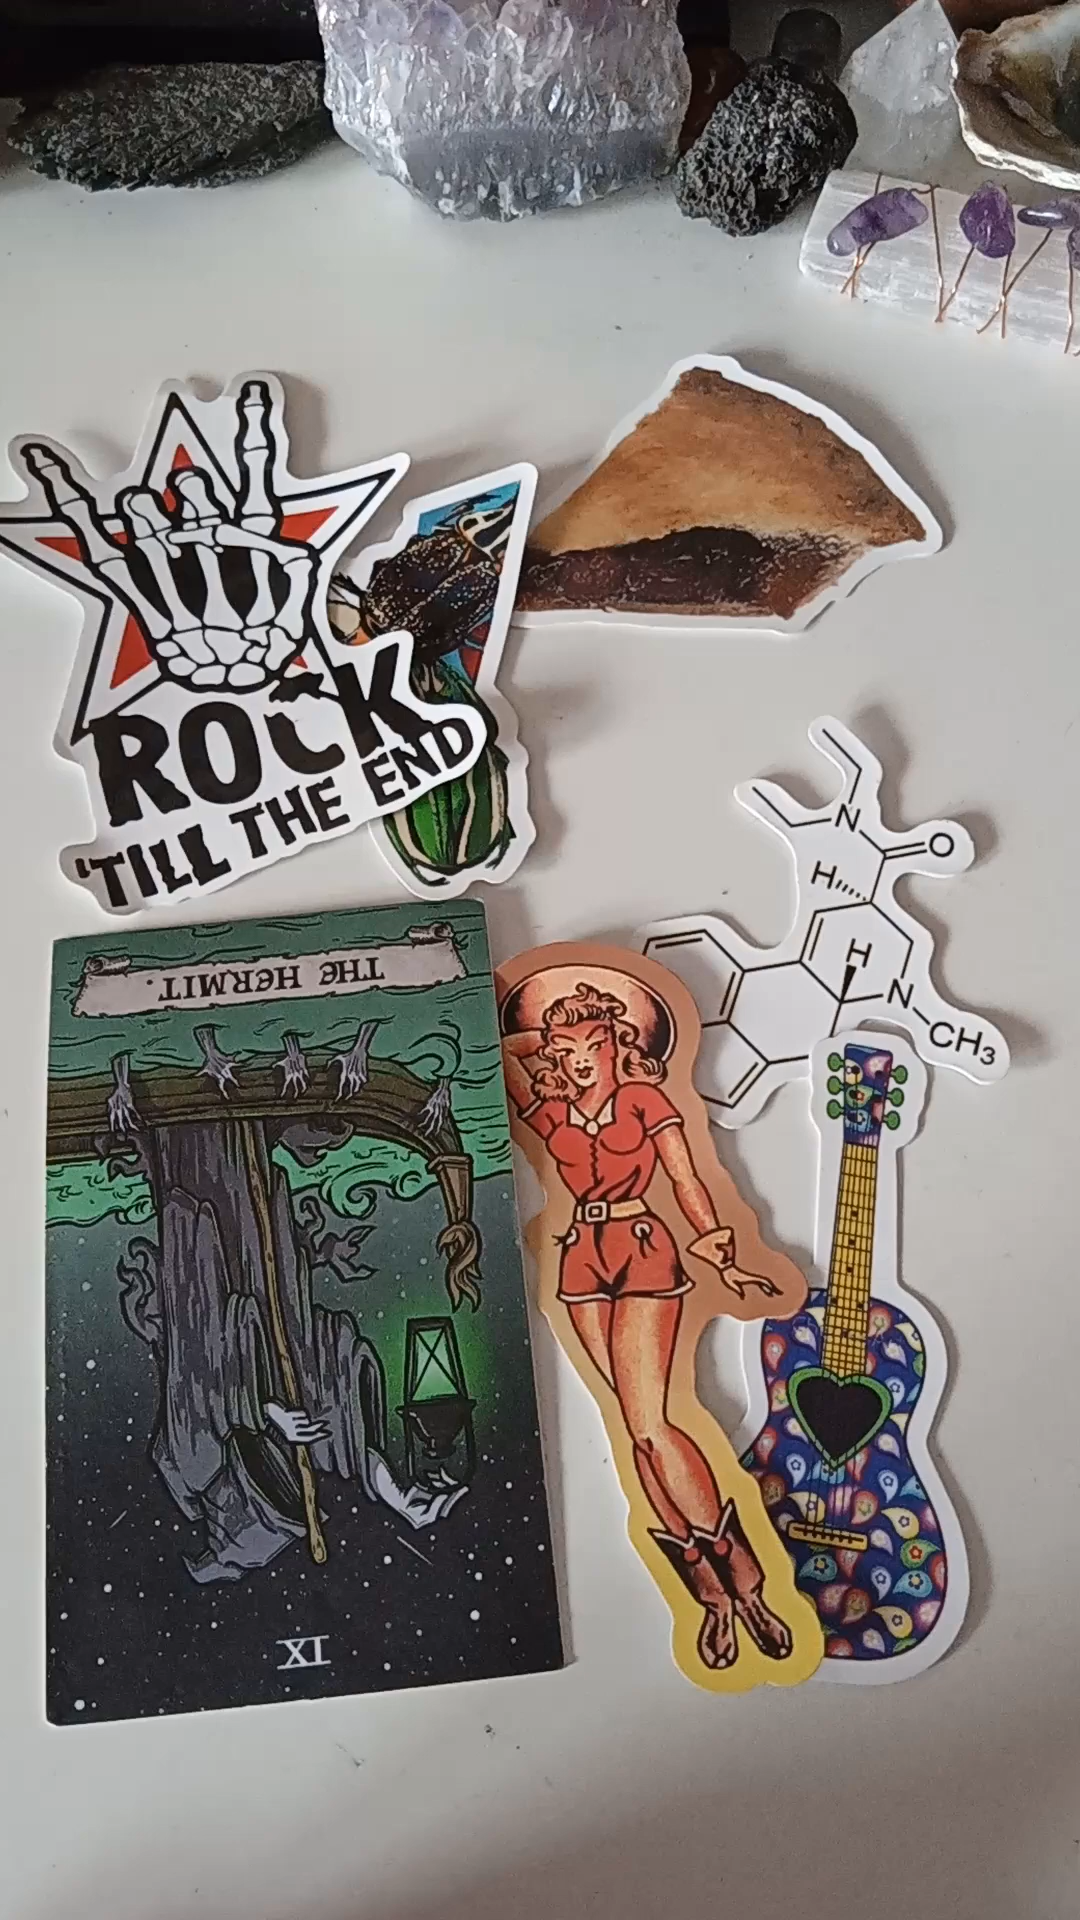 ROCK
'TILL THE END
N
O
H
H
N
CH₃
THE HERMIT.
IX